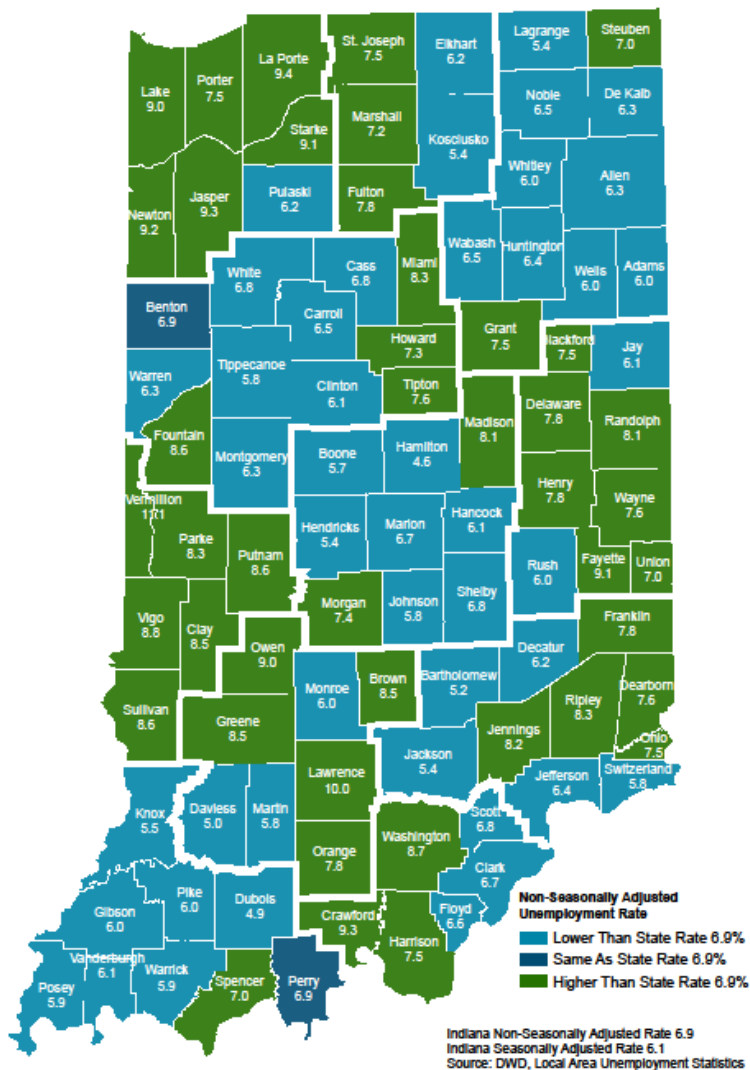 St. Joseph
7.5
Elkhart
6.2
Lagrange
5.4
Steuben
7.0
La Porte
9.4
Lake
9.0
Porter
7.5
Noble
6.5
De Kalb
6.3
Marshall
7.2
Starke
9.1
Kosciusko
5.4
Whitley
6.0
Allen
6.3
Pulaski
6.2
Fulton
7.8
Jasper
9.3
Newton
9.2
Wabash
6.5
Huntington
6.4
Miami
8.3
White
6.8
Cass
6.8
Wells
6.0
Adams
6.0
Benton
6.9
Carroll
6.5
Grant
7.5
Howard
7.3
Blackford
7.5
Jay
6.1
Warren
6.3
Tippecanoe
5.8
Clinton
6.1
Tipton
7.6
Madison
8.1
Delaware
7.8
Randolph
8.1
Fountain
8.6
Montgomery
6.3
Boone
5.7
Hamilton
4.6
Henry
7.8
Wayne
7.6
Vermillion
11.1
Parke
8.3
Putnam
8.6
Hendricks
5.4
Marion
6.7
Hancock
6.1
Rush
6.0
Fayette
9.1
Union
7.0
Vigo
8.8
Clay
8.5
Morgan
7.4
Johnson
5.8
Shelby
6.8
Franklin
7.8
Owen
9.0
Decatur
6.2
Sullivan
8.6
Greene
8.5
Monroe
6.0
Brown
8.5
Bartholomew
5.2
Ripley
8.3
Dearborn
7.6
Jennings
8.2
Ohio
7.5
Jackson
5.4
Jefferson
6.4
Switzerland
5.8
Knox
5.5
Daviess
5.0
Martin
5.8
Lawrence
10.0
Scott
6.8
Washington
8.7
Orange
7.8
Clark
6.7
Gibson
6.0
Pike
6.0
Dubois
4.9
Floyd
6.6
Crawford
9.3
Harrison
7.5
Posey
5.9
Vanderburgh
6.1
Warrick
5.9
Spencer
7.0
Perry
6.9
Non-Seasonally Adjusted
Unemployment Rate
Lower Than State Rate 6.9%
Same As State Rate 6.9%
Higher Than State Rate 6.9%
Indiana Non-Seasonally Adjusted Rate 6.9
Indiana Seasonally Adjusted Rate 6.1
Source: DWD, Local Area Unemployment Statistics